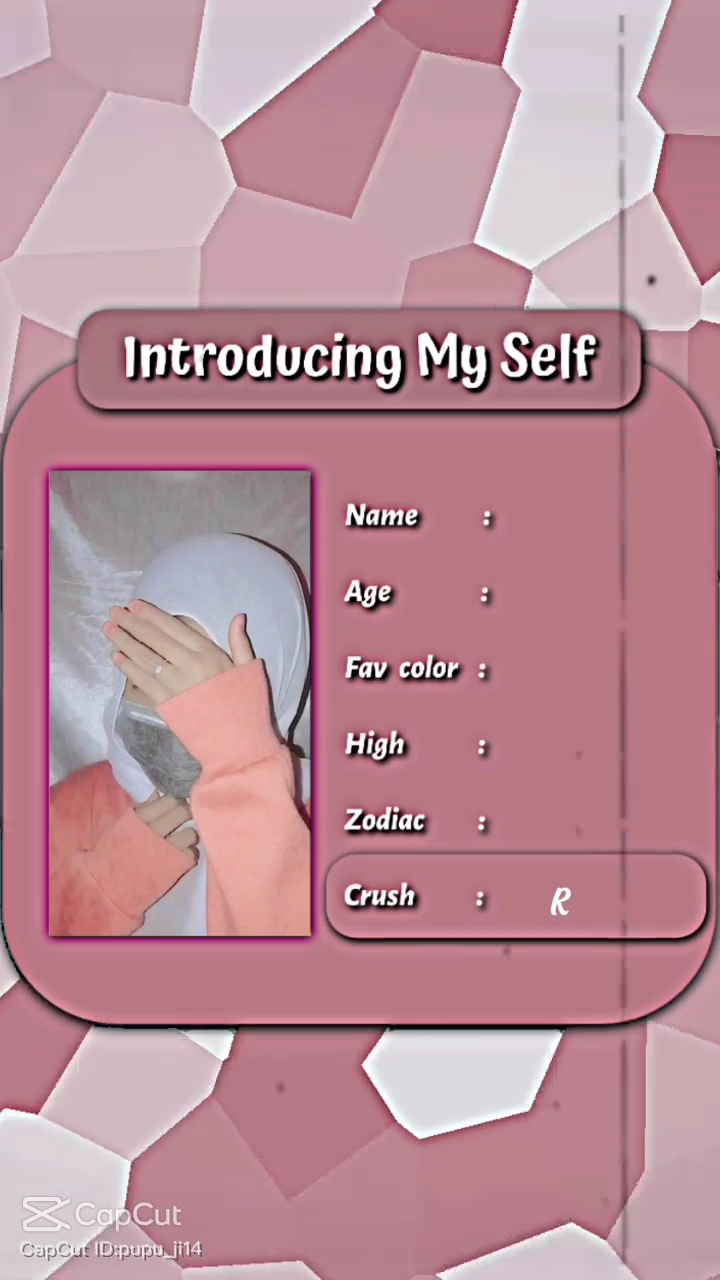 Introducing My Self
Name :
Age :
Fav color :
High :
Zodiac :
Crush : R
CapCut
CapCut ID:pupu_ji14